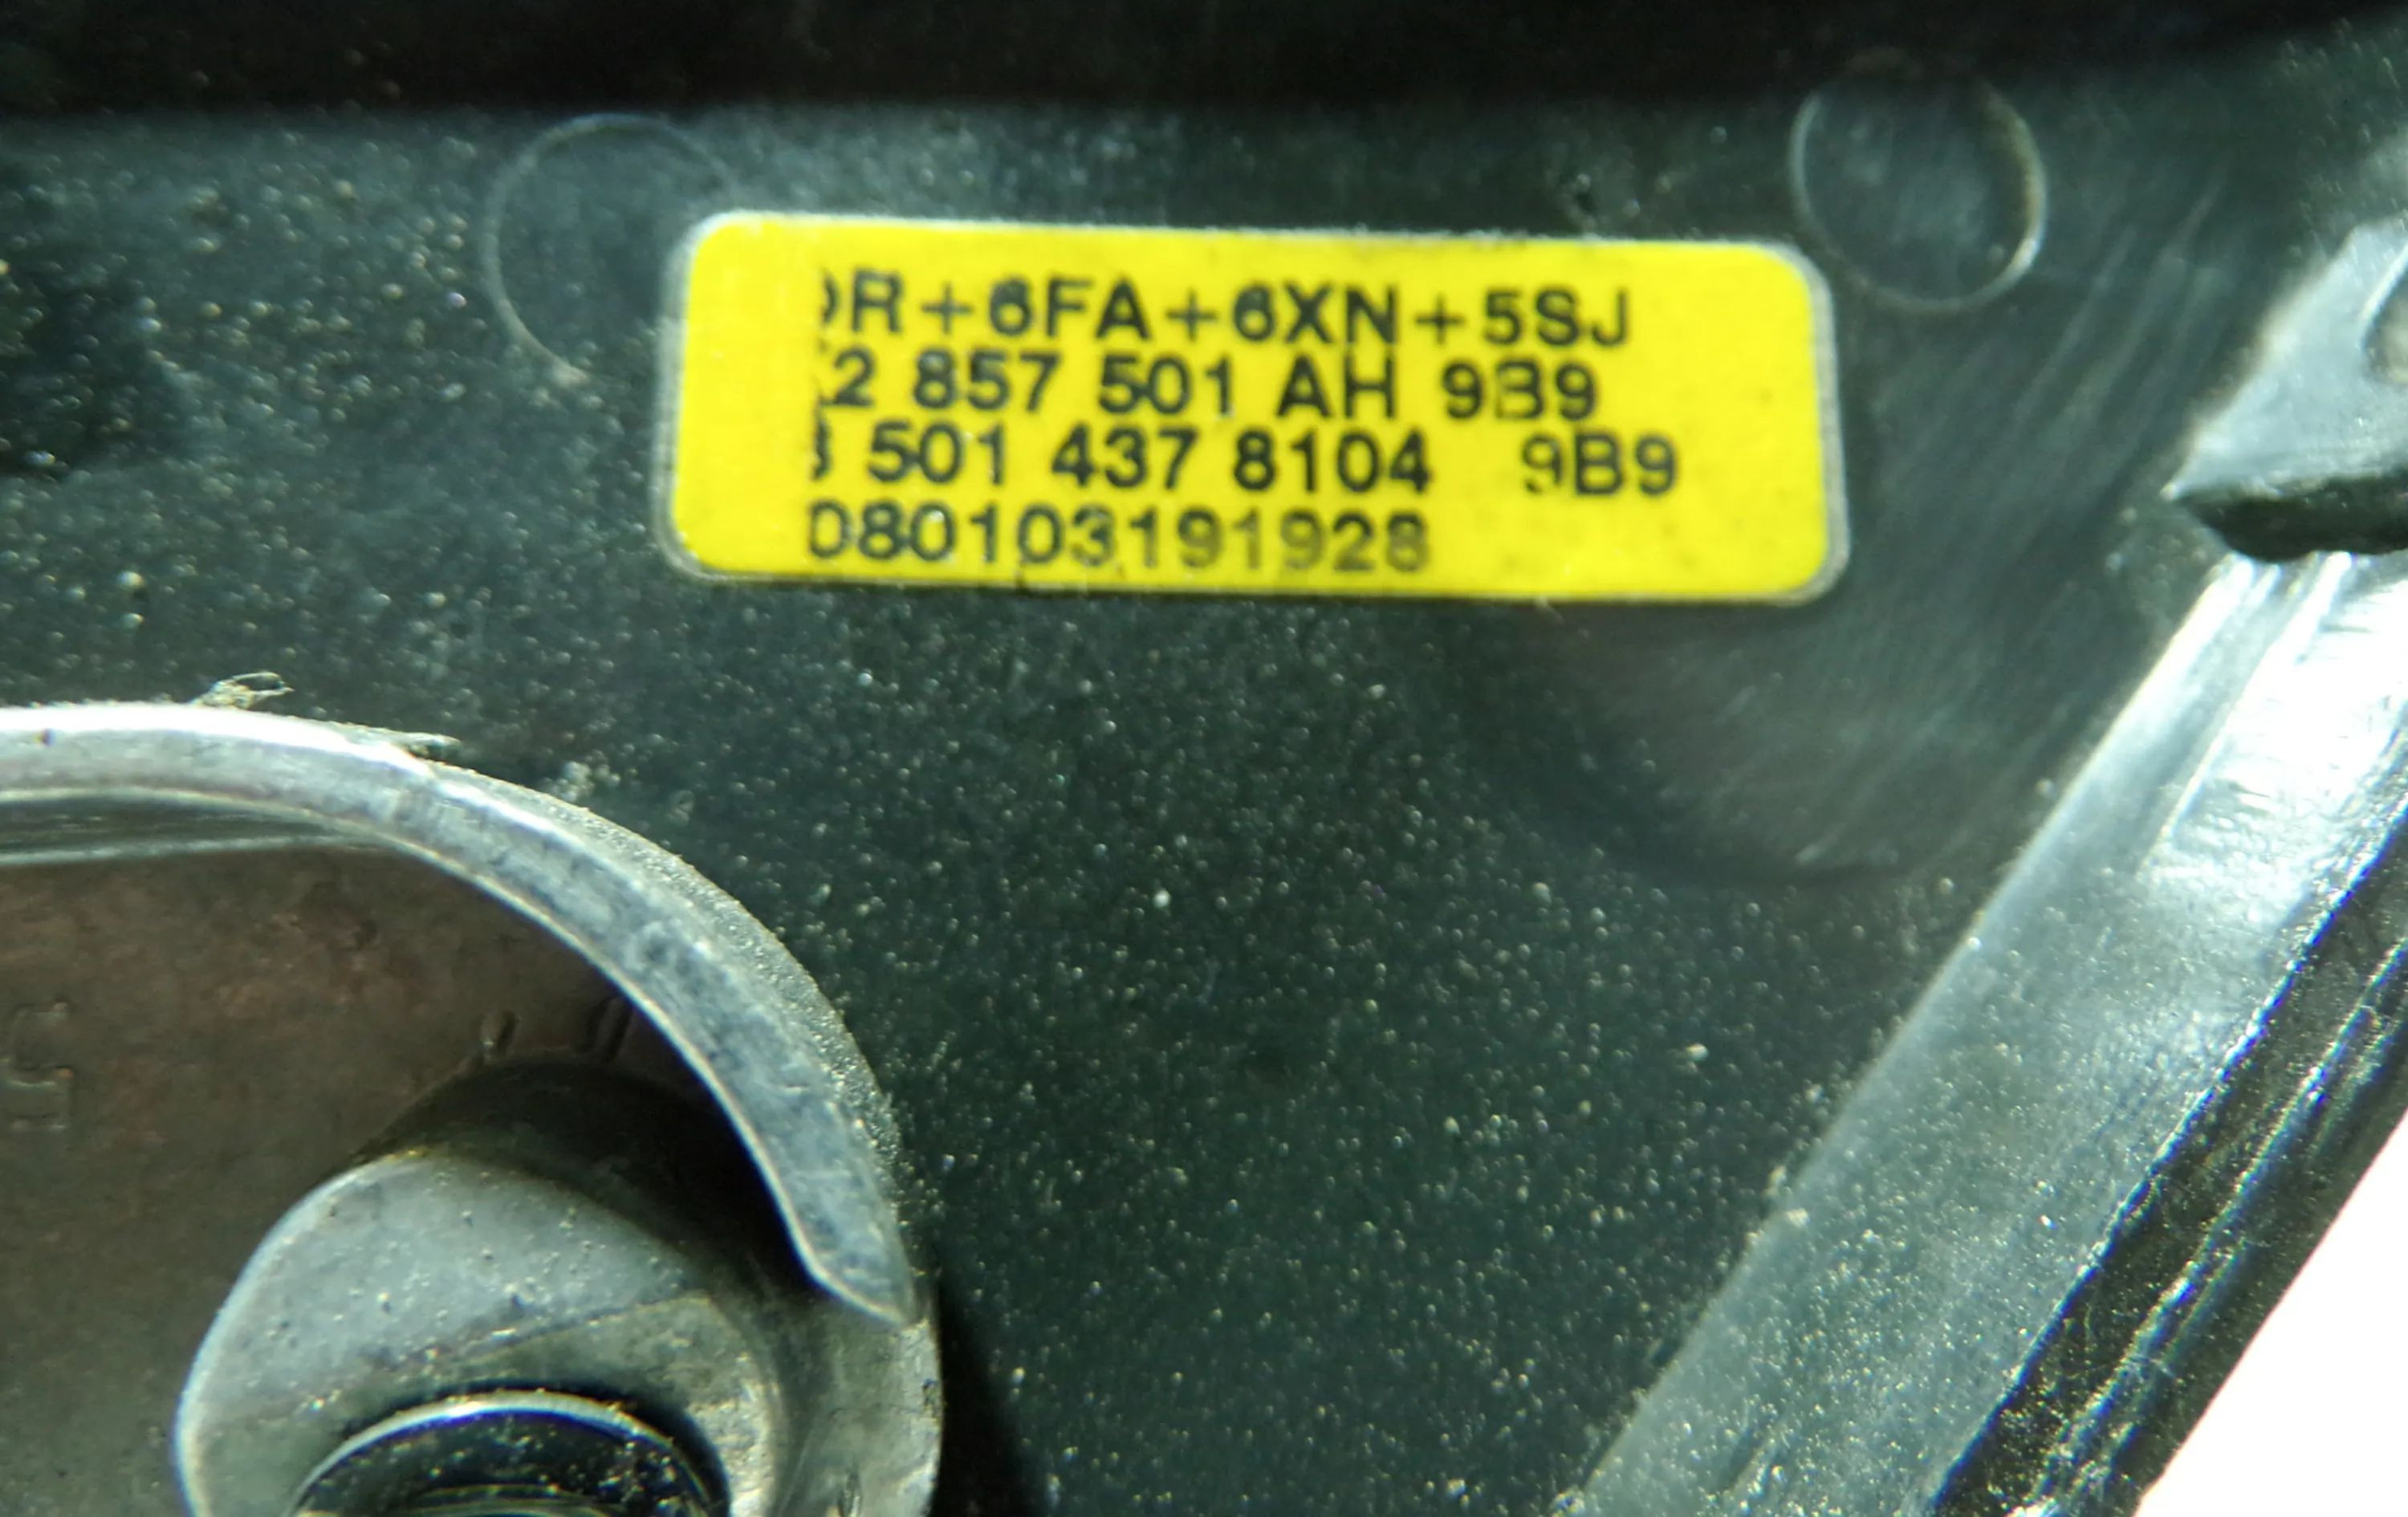 R+6FA+6XN+5SJ
2 857 501 AH 9B9
501 437 8104 9B9
080103191928